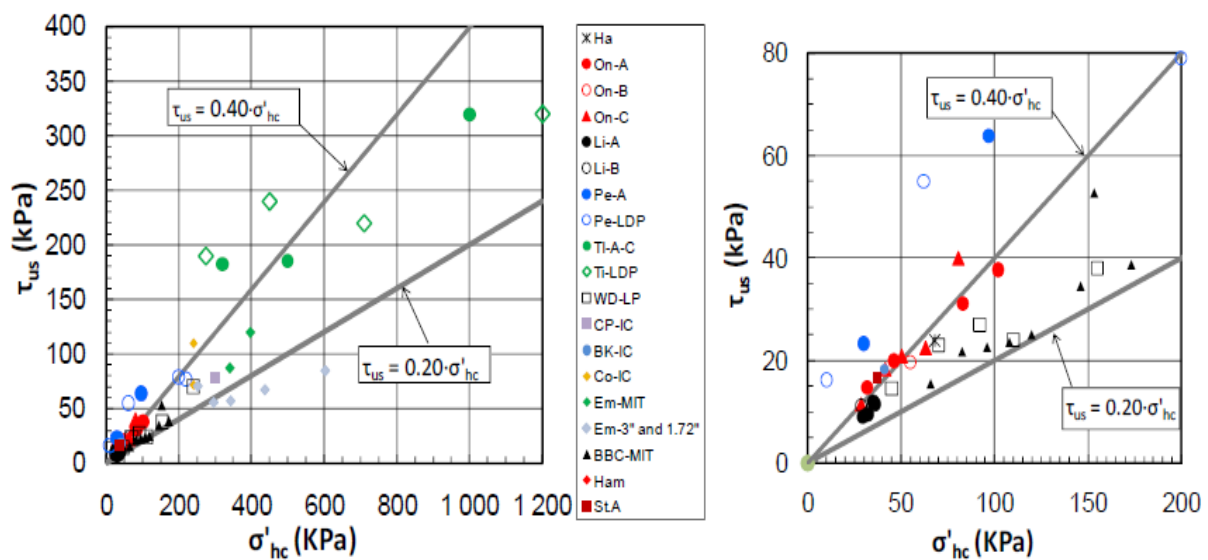 400
350
300
250
200
150
100
50
0
τus (kPa)
0 200 400 600 800 1 000 1 200
σ'hc (KPa)
τus = 0.40·σ'hc
τus = 0.20·σ'hc
Ha
On-A
On-B
On-C
Li-A
Li-B
Pe-A
Pe-LDP
TI-A-C
Ti-LDP
WD-LP
CP-IC
BK-IC
Co-IC
Em-MIT
Em-3" and 1.72"
BBC-MIT
Ham
St.A
80
60
40
20
0
τus (kPa)
0 50 100 150 200
σ'hc (KPa)
τus = 0.40·σ'hc
τus = 0.20·σ'hc